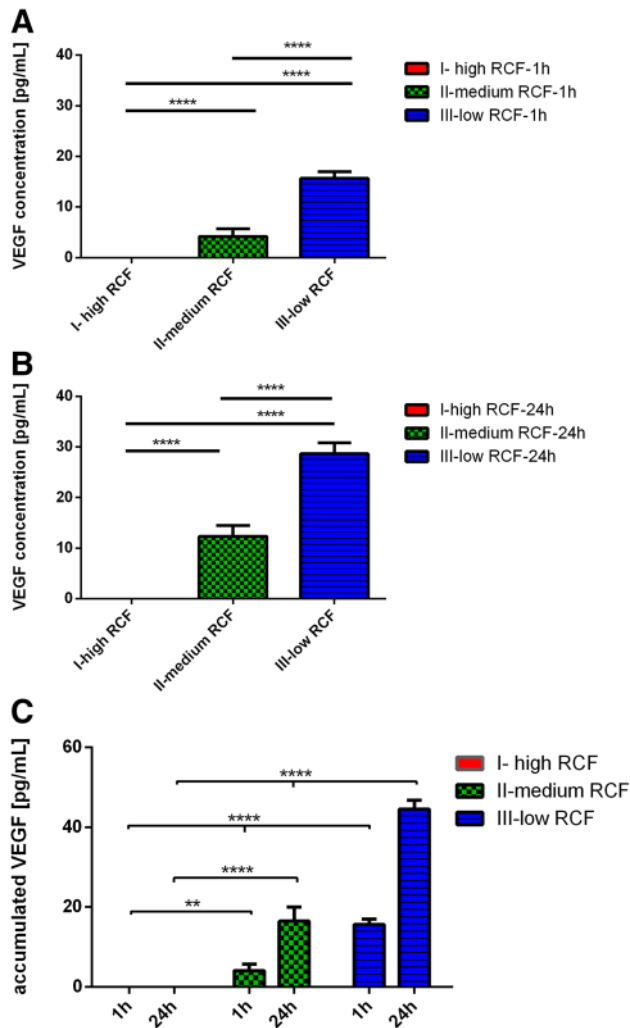 A
VEGF concentration [pg/mL]
40
30
20
10
0
****
****
****
I- high RCF
II-medium RCF
III-low RCF
I- high RCF-1h
II-medium RCF-1h
III-low RCF-1h
B
VEGF concentration [pg/mL]
40
30
20
10
0
****
****
****
I-high RCF
II-medium RCF
III-low RCF
I-high RCF-24h
II-medium RCF-24h
III-low RCF-24h
C
accumulated VEGF [pg/mL]
60
40
20
0
****
****
****
**
1h
24h
1h
24h
1h
24h
I- high RCF
II-medium RCF
III-low RCF